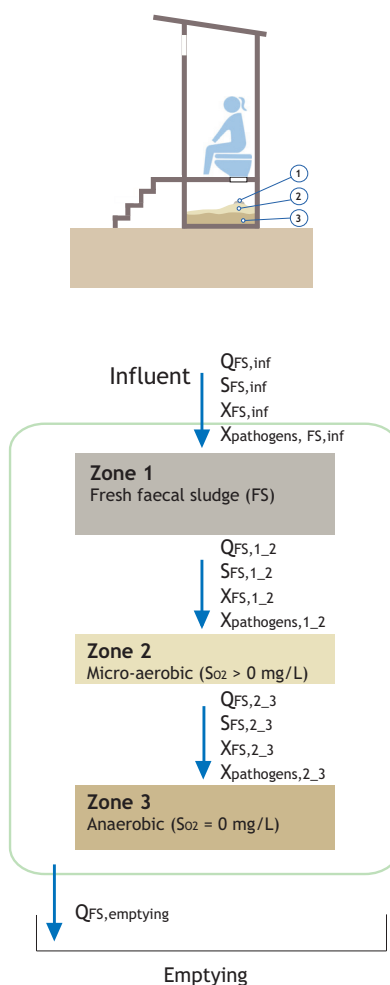 1
2
3
Influent
QFS,inf
SFS,inf
XFS,inf
Xpathogens, FS,inf
Zone 1
Fresh faecal sludge (FS)
QFS,1_2
SFS,1_2
XFS,1_2
Xpathogens,1_2
Zone 2
Micro-aerobic (SO2 > 0 mg/L)
QFS,2_3
SFS,2_3
XFS,2_3
Xpathogens,2_3
Zone 3
Anaerobic (SO2 = 0 mg/L)
QFS,emptying
Emptying